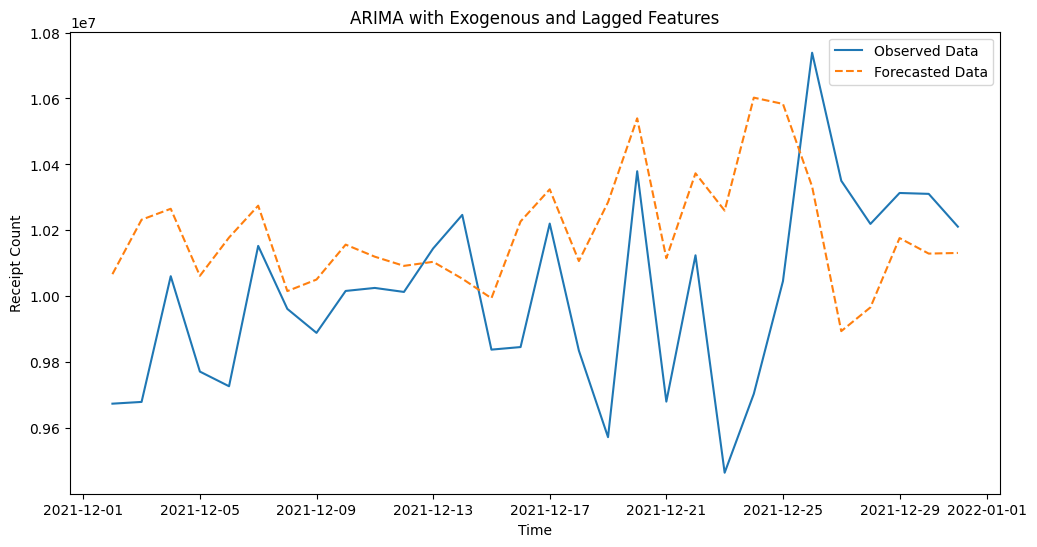 ARIMA with Exogenous and Lagged Features
1e7
Observed Data
Forecasted Data
1.08
1.06
1.04
1.02
1.00
0.98
0.96
Receipt Count
2021-12-01 2021-12-05 2021-12-09 2021-12-13 2021-12-17 2021-12-21 2021-12-25 2021-12-29 2022-01-01
Time